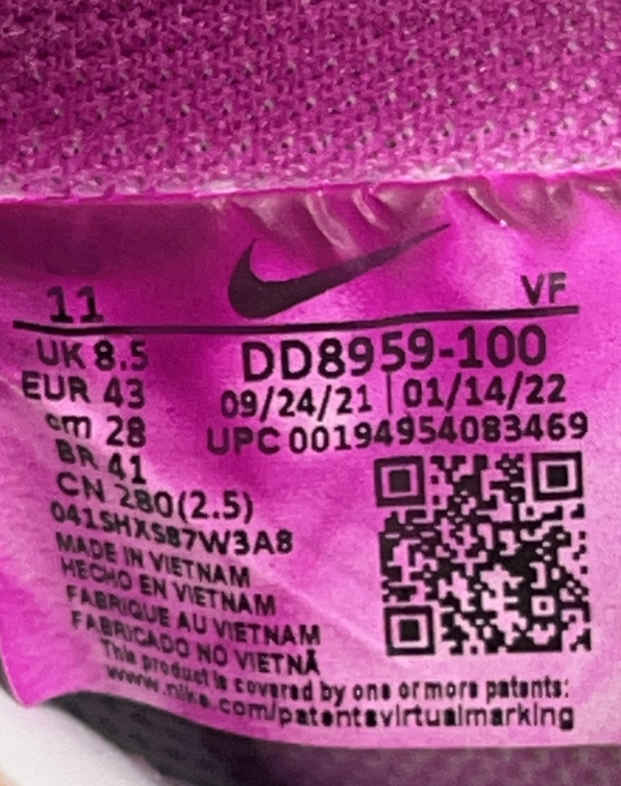 11
VF
UK 8.5
DD8959-100
EUR 43
09/24/21 | 01/14/22
cm 28
UPC 00194954083469
BR 41
CN 280(2.5)
041SHXS87W3A8
MADE IN VIETNAM
HECHO EN VIETNAM
FABRIQUE AU VIETNAM
FABRICADO NO VIETNÃ
This product is covered by one or more patents:
www.nike.com/patentsvirtualmarking